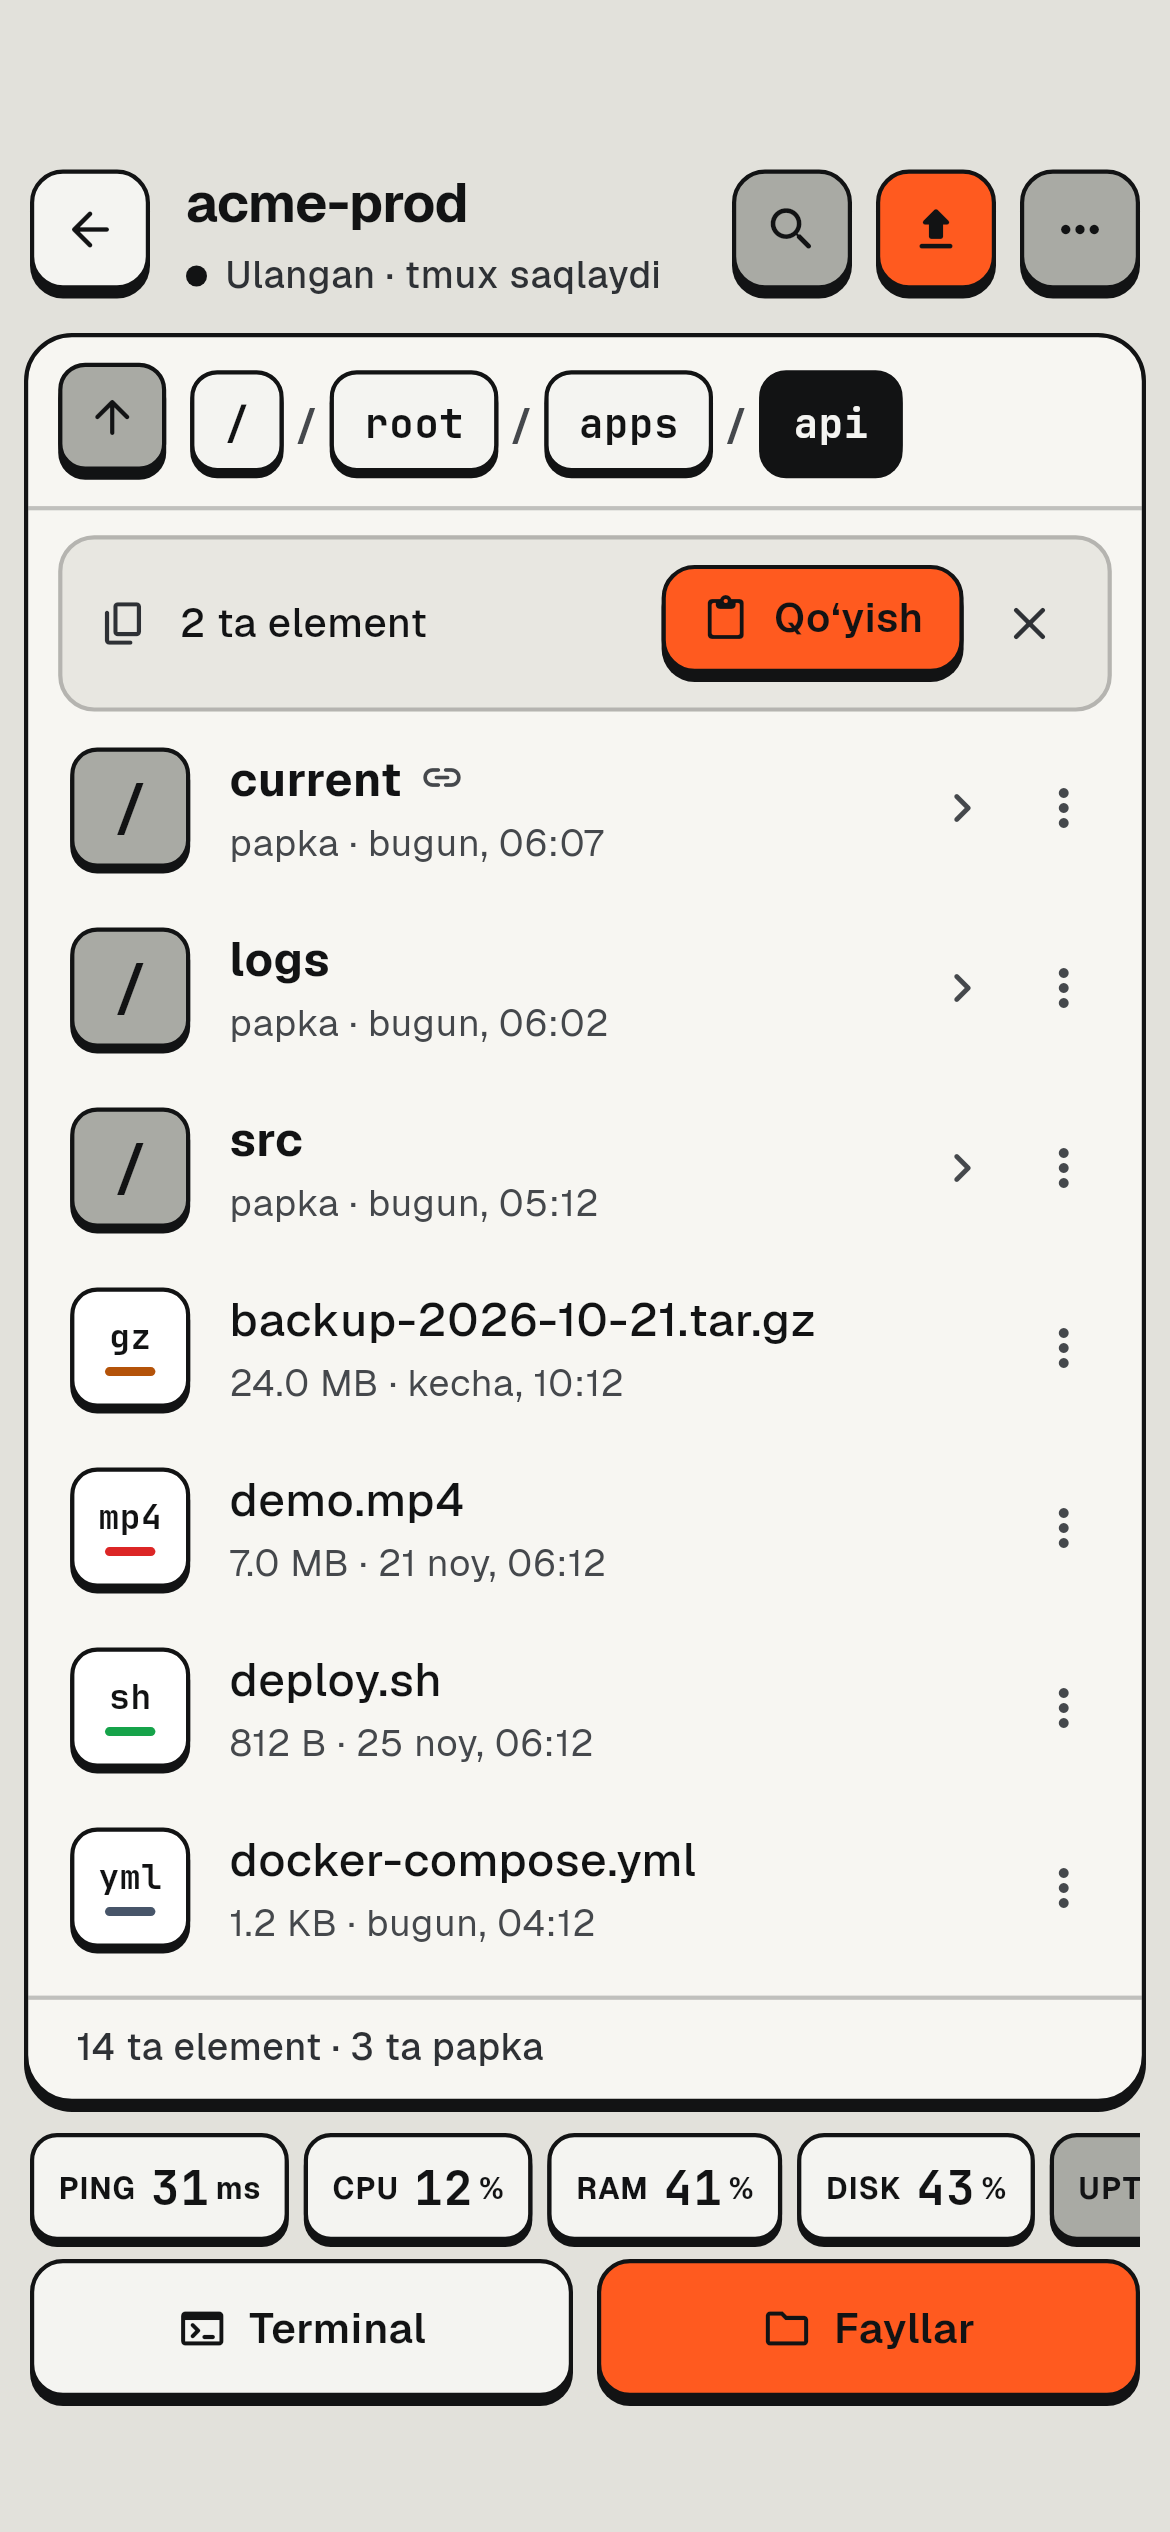 acme-prod
Ulangan · tmux saqlaydi
/ / root / apps / api
2 ta element Qo‘yish
/ current
papka · bugun, 06:07
/ logs
papka · bugun, 06:02
/ src
papka · bugun, 05:12
gz backup-2026-10-21.tar.gz
24.0 MB · kecha, 10:12
mp4 demo.mp4
7.0 MB · 21 noy, 06:12
sh deploy.sh
812 B · 25 noy, 06:12
yml docker-compose.yml
1.2 KB · bugun, 04:12
14 ta element · 3 ta papka
PING 31 ms CPU 12 % RAM 41 % DISK 43 % UPT
Terminal Fayllar